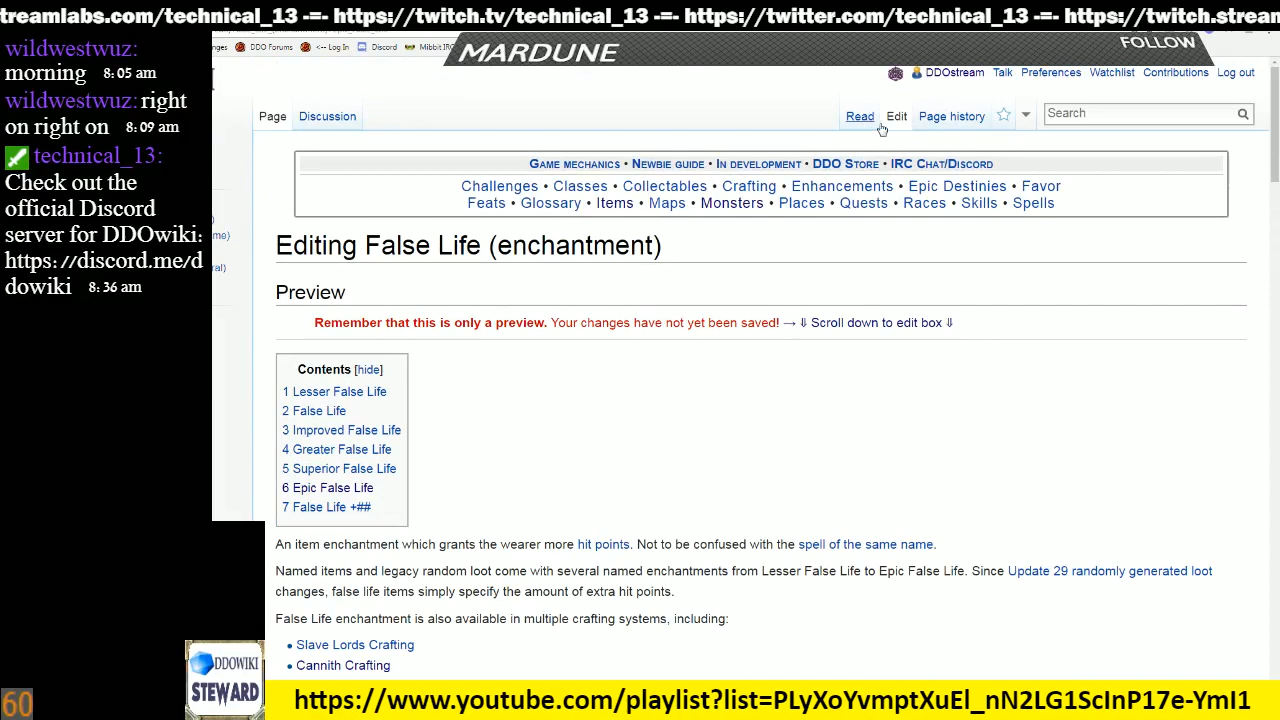 treamlabs.com/technical_13 -=- https://twitch.tv/technical_13 -=- https://twitter.com/technical_13 -=- https://twitch.stream
wildwestwuz:
morning 8:05 am
wildwestwuz: right
on right on 8:09 am
technical_13:
Check out the
official Discord
server for DDOwiki:
https://discord.me/d
dowiki 8:36 am
nges DDO Forums <-- Log In Discord Mibbit IR
MARDUNE
FOLLOW
DDOstream Talk Preferences Watchlist Contributions Log out
Page Discussion Read Edit Page history Search
Game mechanics • Newbie guide • In development • DDO Store • IRC Chat/Discord
Challenges • Classes • Collectables • Crafting • Enhancements • Epic Destinies • Favor
Feats • Glossary • Items • Maps • Monsters • Places • Quests • Races • Skills • Spells
me)
ral)
Editing False Life (enchantment)
Preview
Remember that this is only a preview. Your changes have not yet been saved! → ⇓ Scroll down to edit box ⇓
Contents [hide]
1 Lesser False Life
2 False Life
3 Improved False Life
4 Greater False Life
5 Superior False Life
6 Epic False Life
7 False Life +##
An item enchantment which grants the wearer more hit points. Not to be confused with the spell of the same name.
Named items and legacy random loot come with several named enchantments from Lesser False Life to Epic False Life. Since Update 29 randomly generated loot
changes, false life items simply specify the amount of extra hit points.
False Life enchantment is also available in multiple crafting systems, including:
• Slave Lords Crafting
• Cannith Crafting
DDOWIKI
STEWARD
60
https://www.youtube.com/playlist?list=PLyXoYvmptXuEl_nN2LG1ScInP17e-YmI1